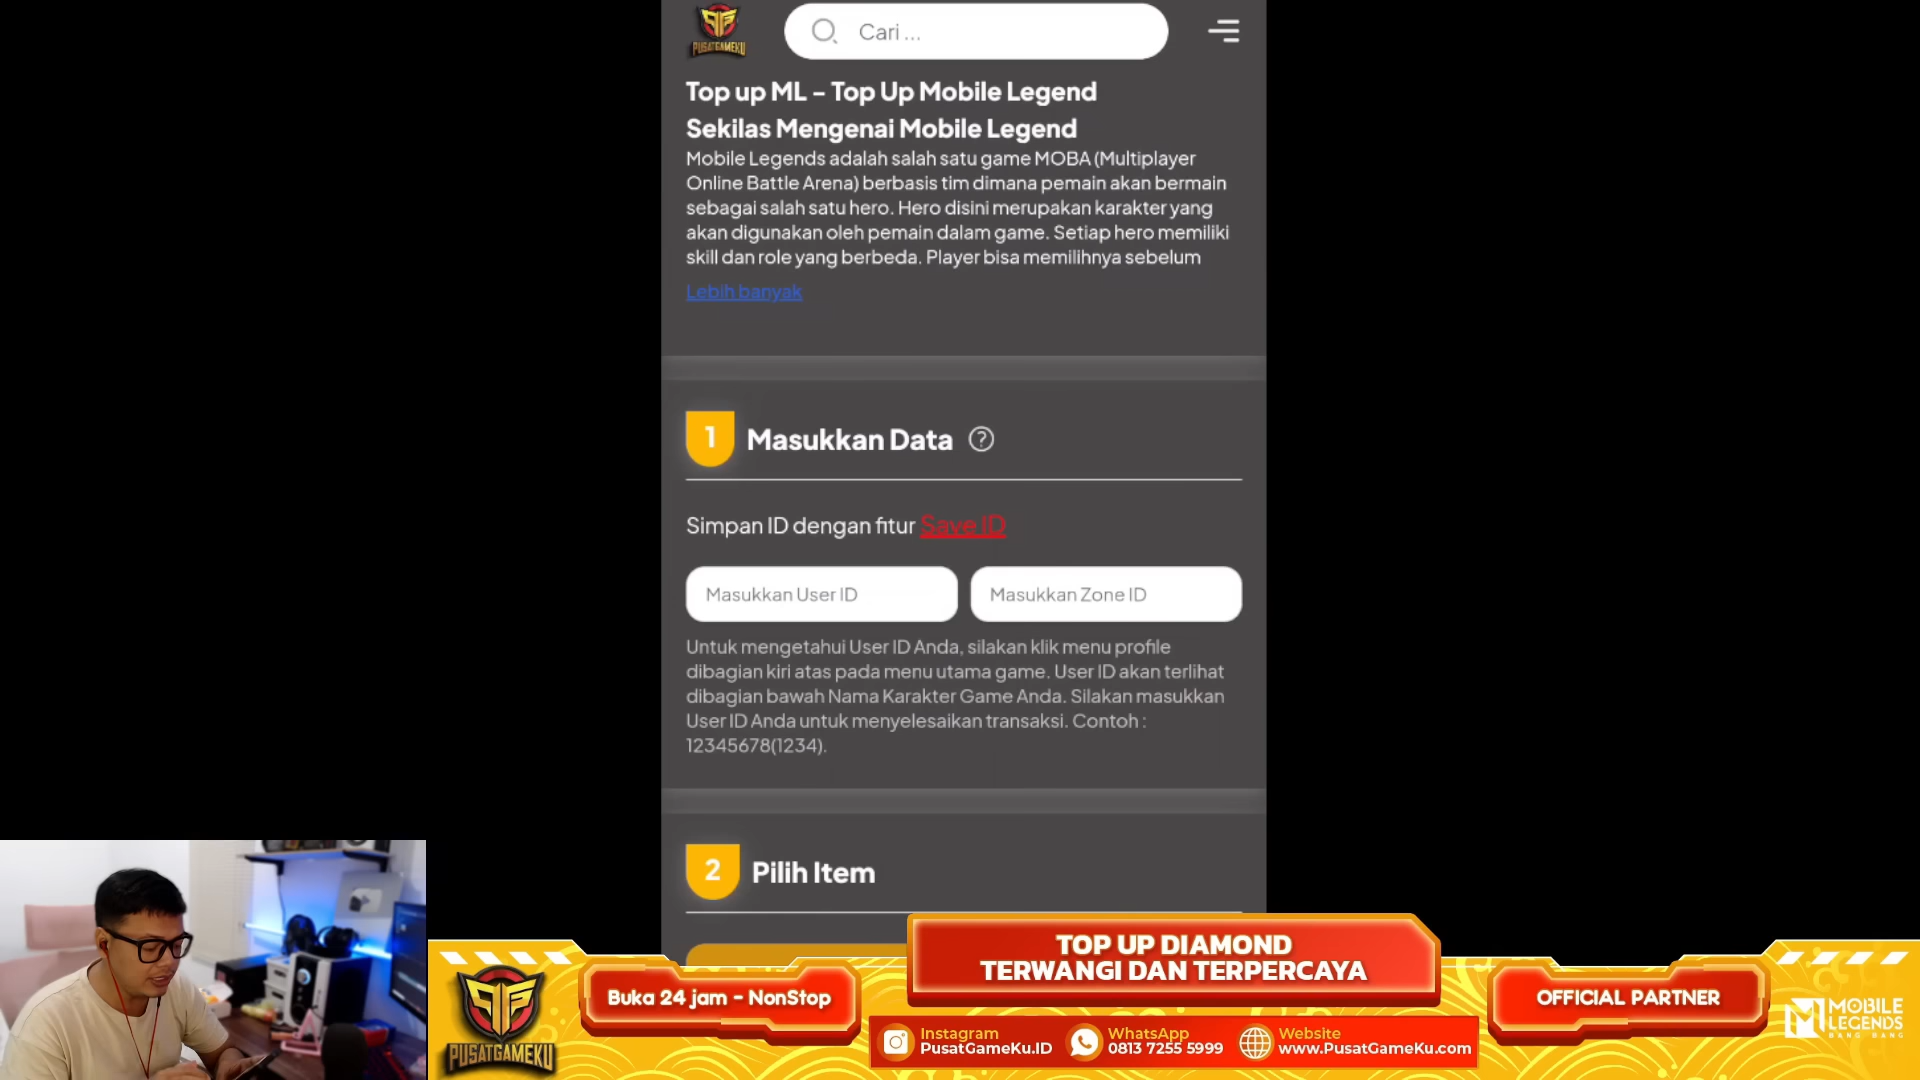 PUSATGAMEKU
Cari ...
Top up ML - Top Up Mobile Legend
Sekilas Mengenai Mobile Legend
Mobile Legends adalah salah satu game MOBA (Multiplayer
Online Battle Arena) berbasis tim dimana pemain akan bermain
sebagai salah satu hero. Hero disini merupakan karakter yang
akan digunakan oleh pemain dalam game. Setiap hero memiliki
skill dan role yang berbeda. Player bisa memilihnya sebelum
Lebih banyak
1 Masukkan Data ?
Simpan ID dengan fitur Save ID
Masukkan User ID
Masukkan Zone ID
Untuk mengetahui User ID Anda, silakan klik menu profile
dibagian kiri atas pada menu utama game. User ID akan terlihat
dibagian bawah Nama Karakter Game Anda. Silakan masukkan
User ID Anda untuk menyelesaikan transaksi. Contoh :
12345678(1234).
2 Pilih Item
PUSATGAMEKU
Buka 24 jam - NonStop
TOP UP DIAMOND
TERWANGI DAN TERPERCAYA
Instagram
PusatGameKu.ID
WhatsApp
0813 7255 5999
Website
www.PusatGameKu.com
OFFICIAL PARTNER
MOBILE
LEGENDS
BANG BANG